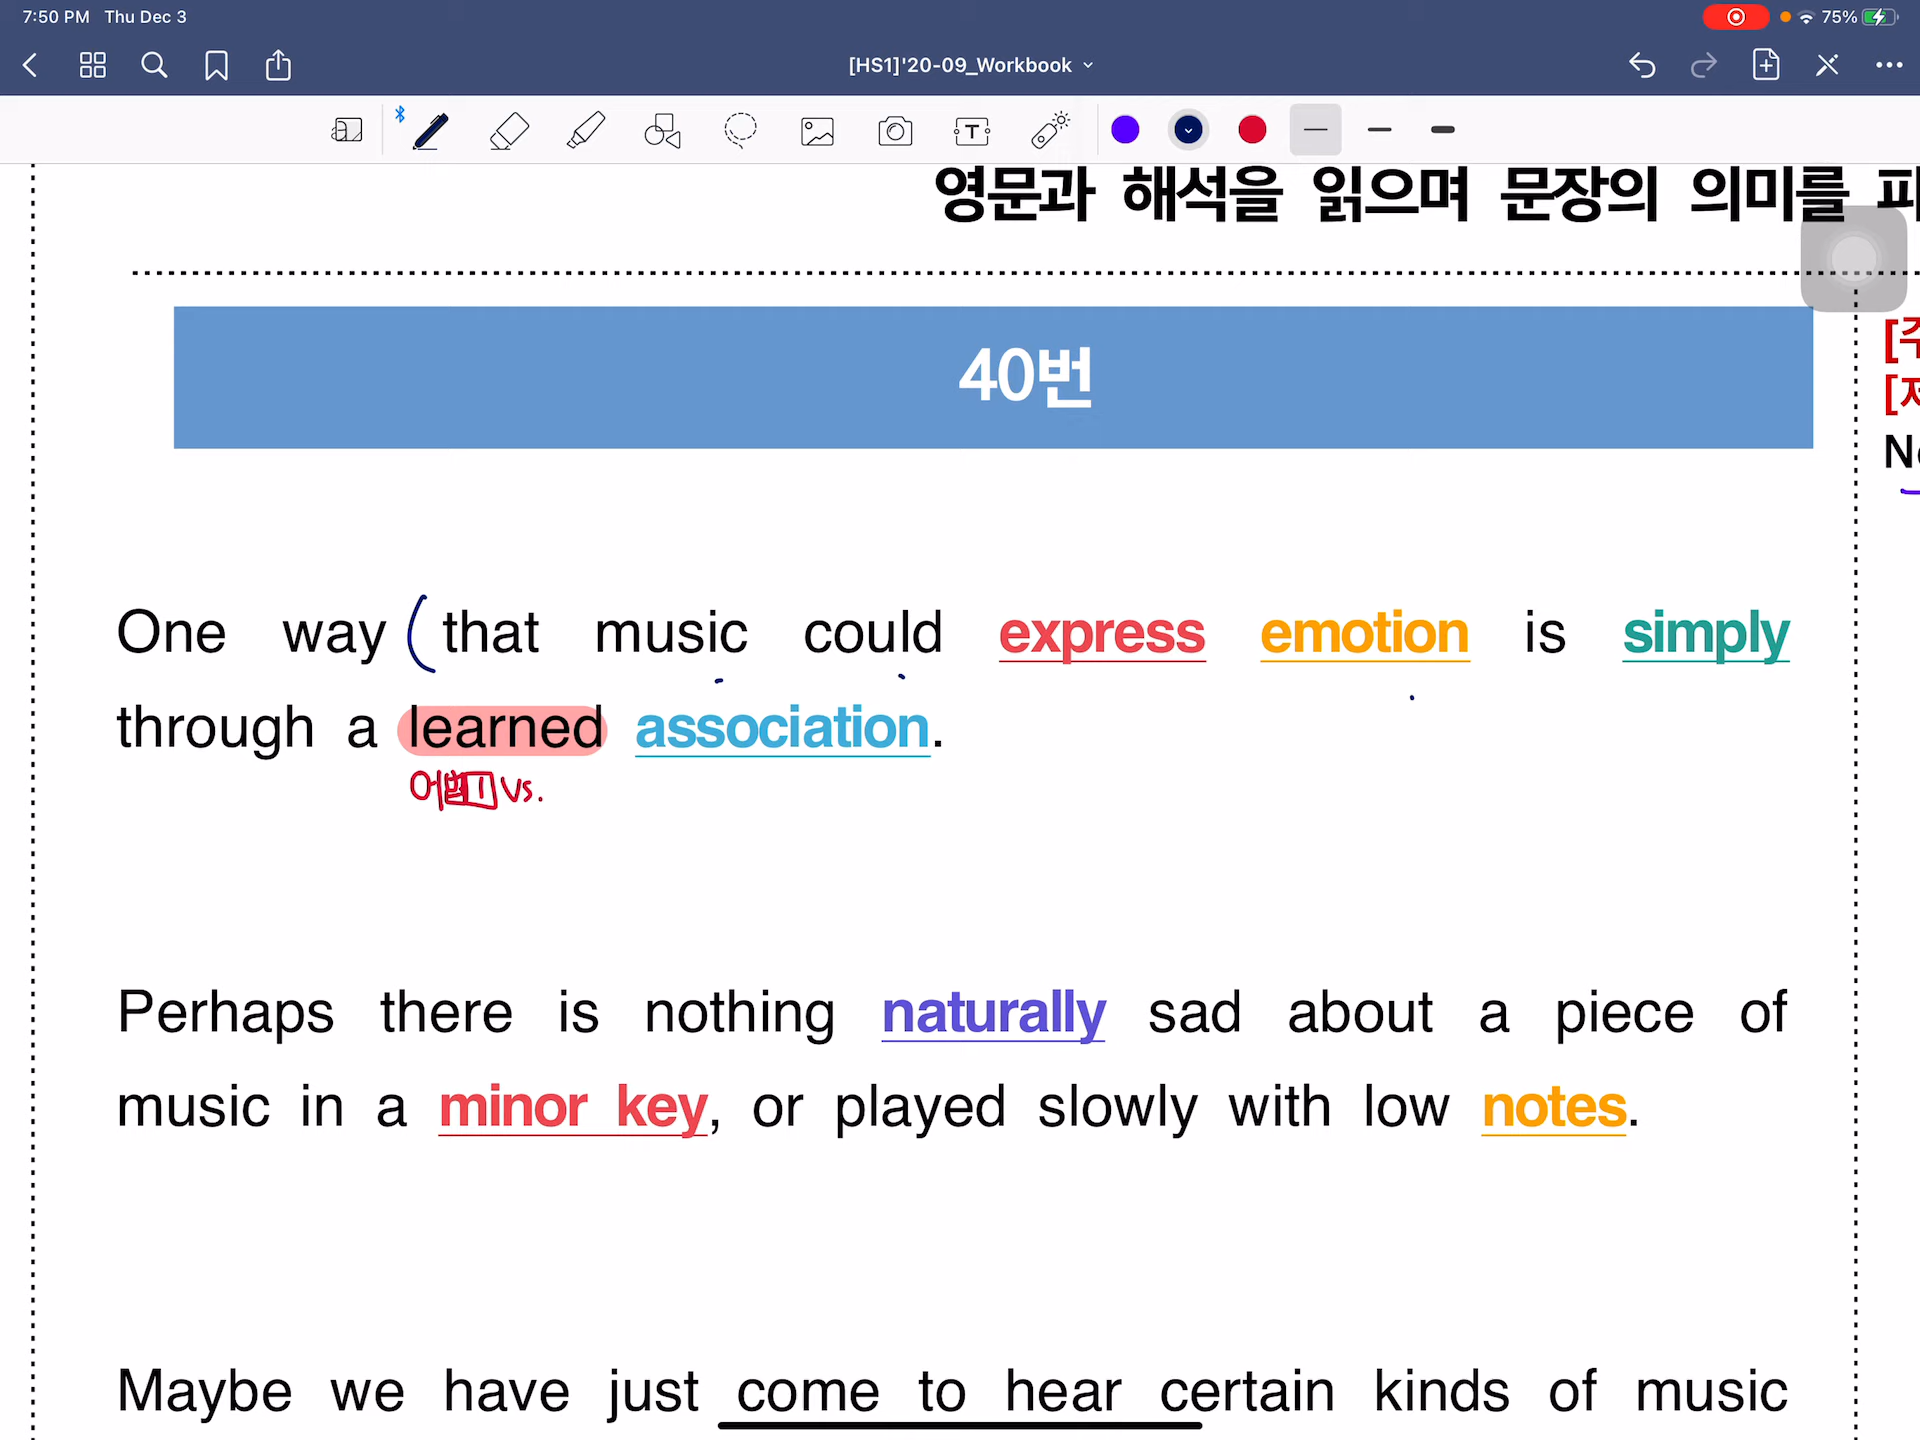 7:50 PM Thu Dec 3
75%
[HS1]'20-09_Workbook
영문과 해석을 읽으며 문장의 의미를
40번
One way (that music could express emotion is simply
through a learned association.
vs.
Perhaps there is nothing naturally sad about a piece of
music in a minor key, or played slowly with low notes.
Maybe we have just come to hear certain kinds of music